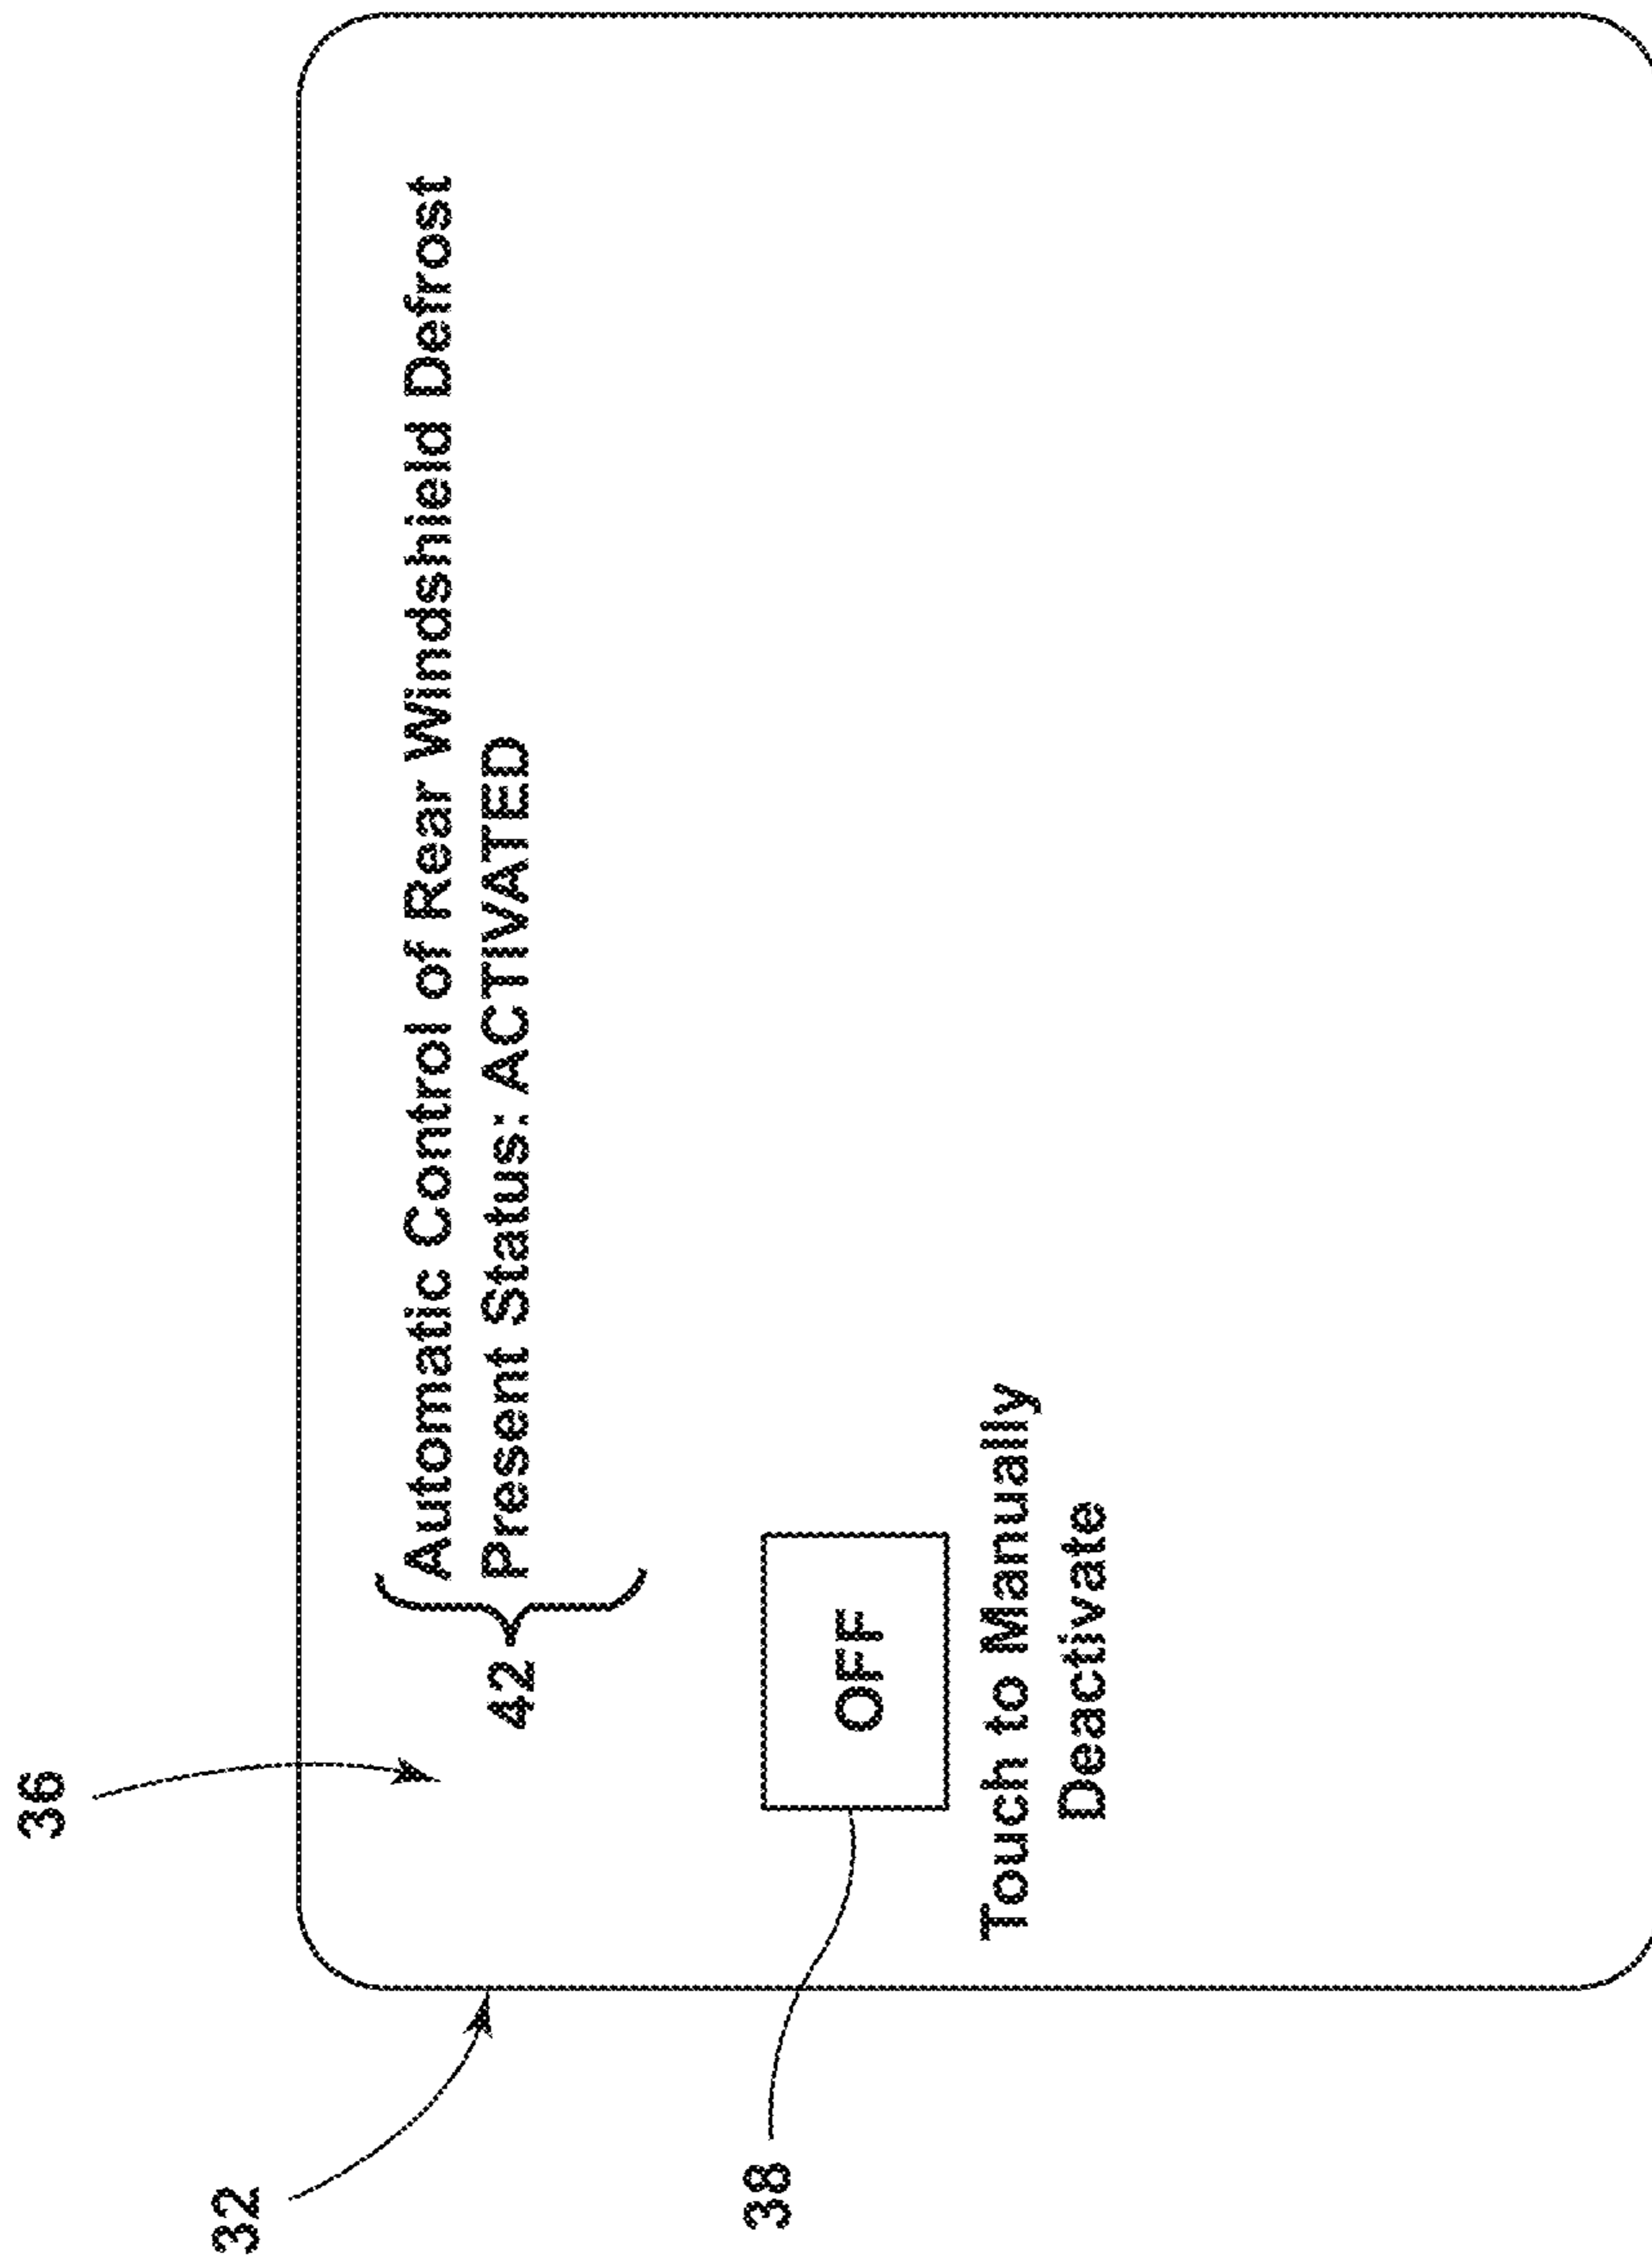 36
32
Automatic Control of Rear Windshield Defrost
42
Present Status: ACTIVATED
OFF
38
Touch to Manually
Deactivate